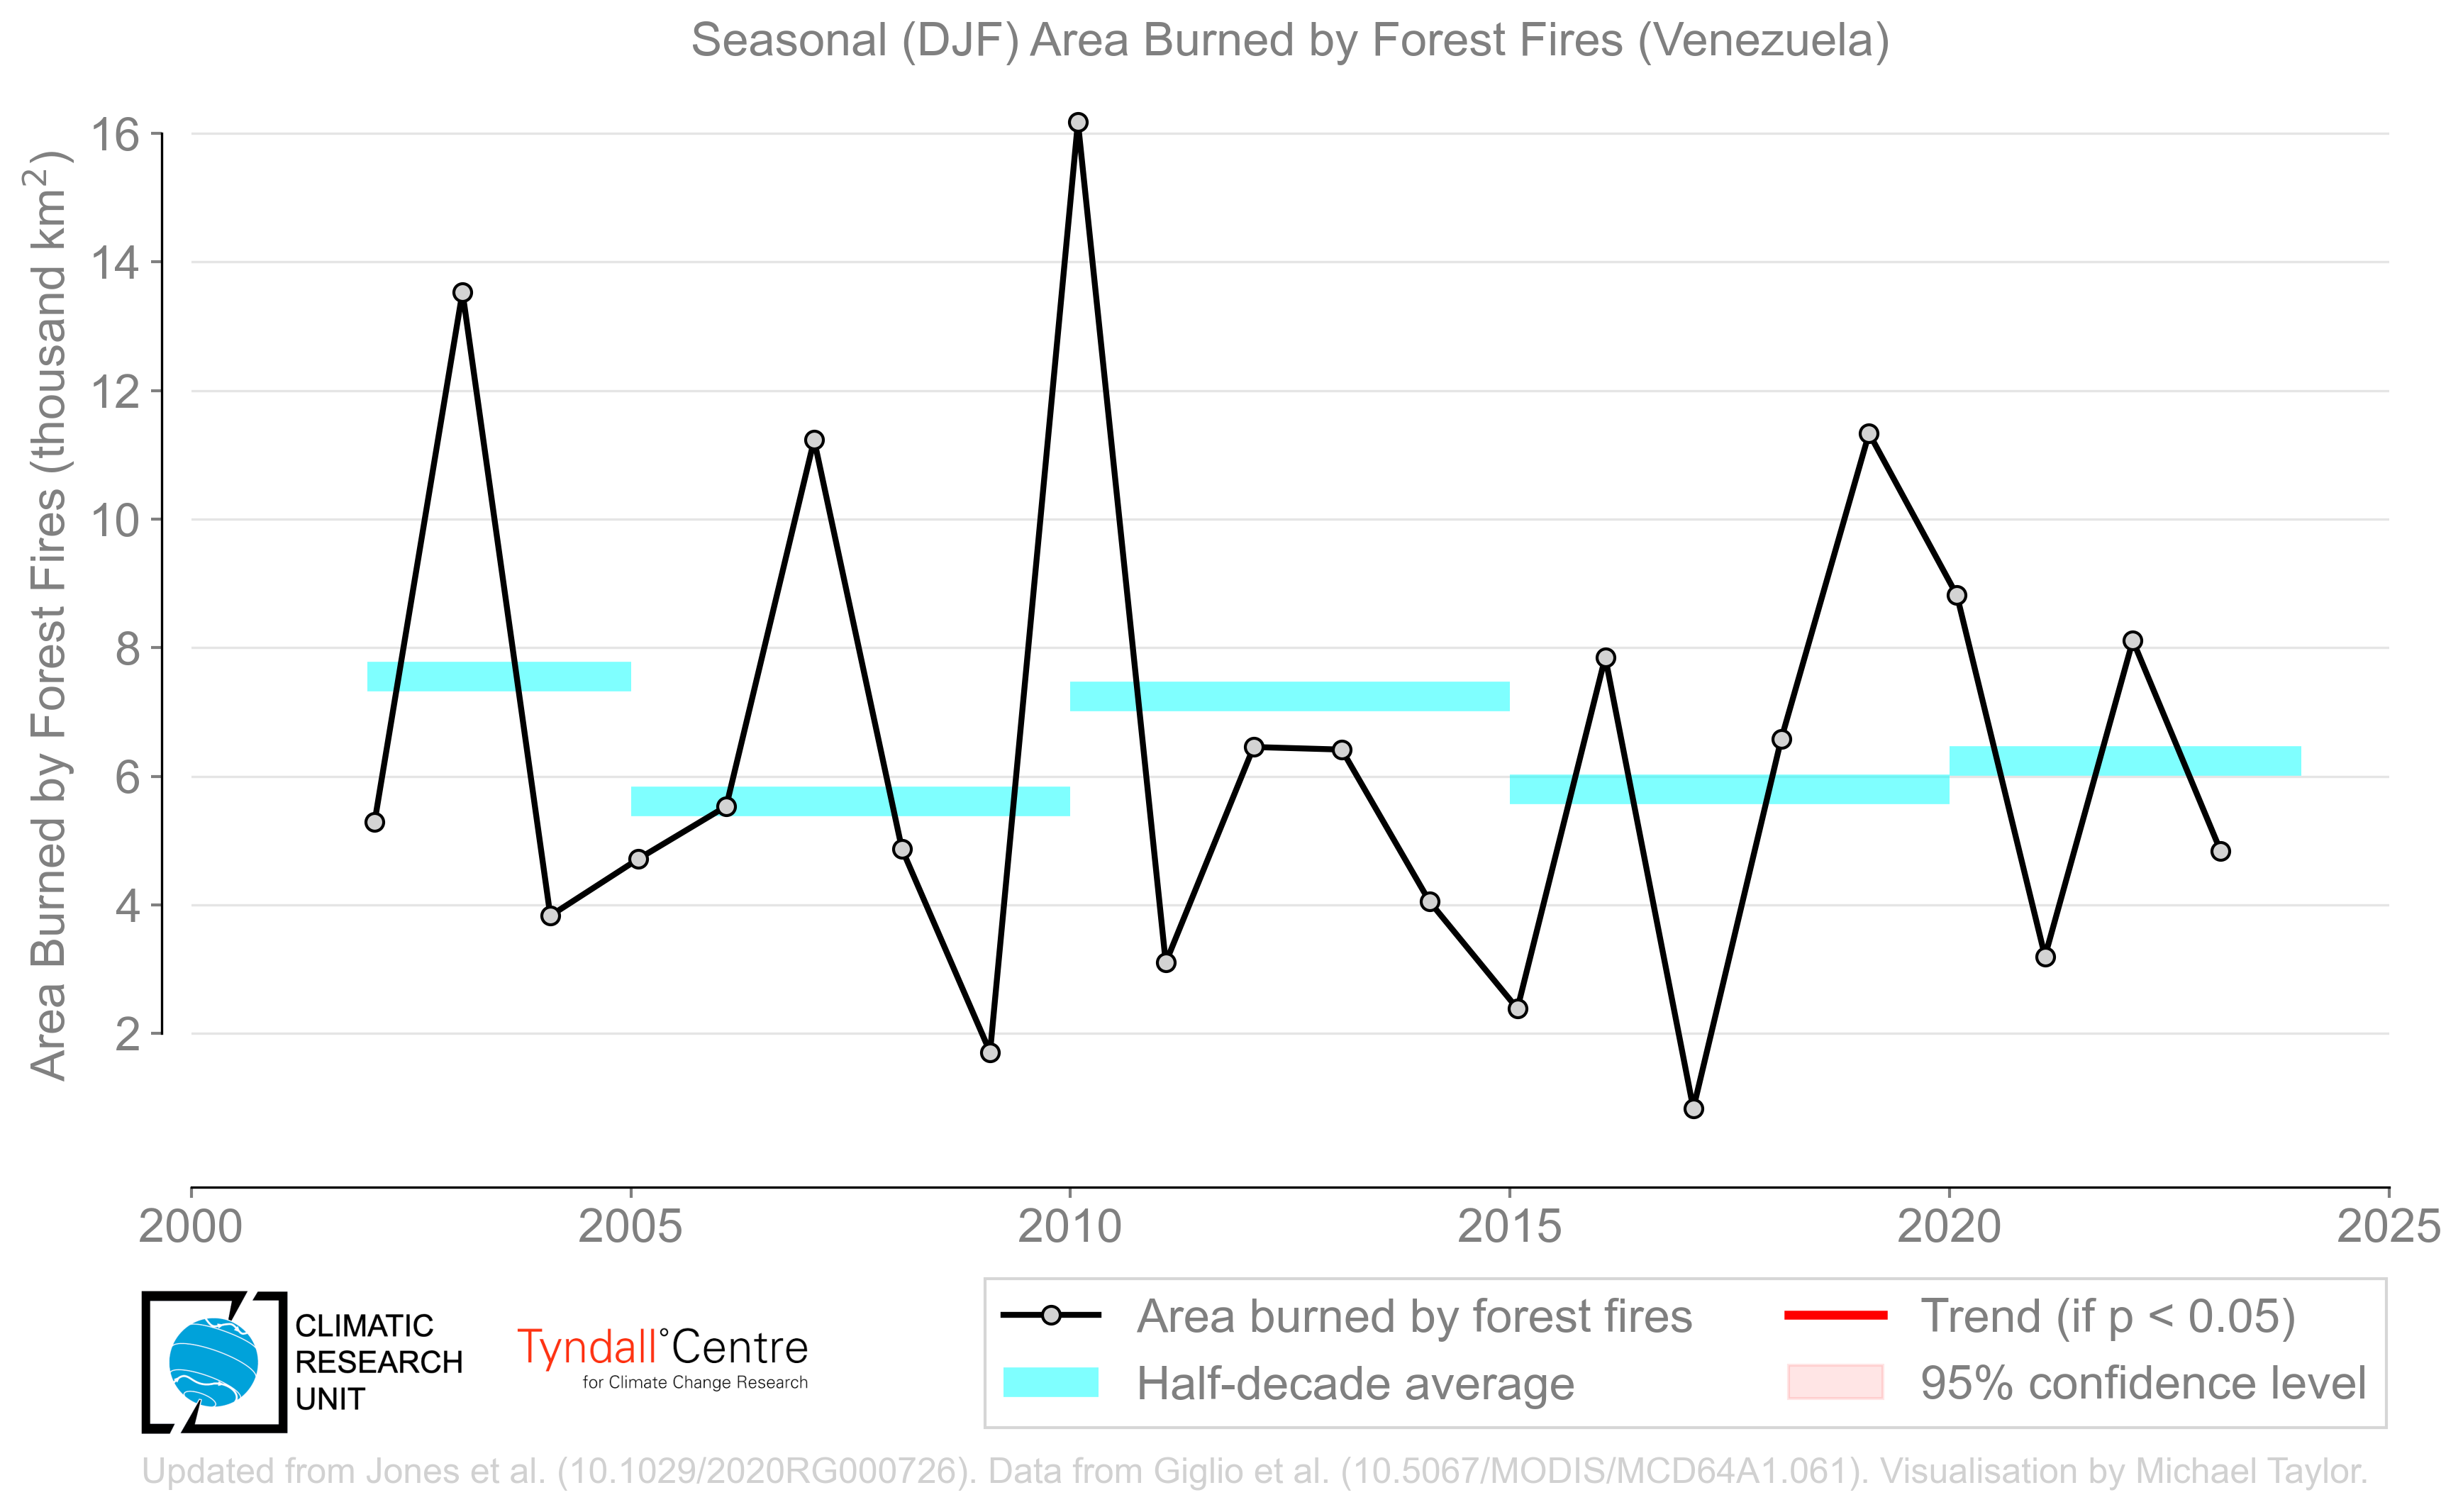 Seasonal (DJF) Area Burned by Forest Fires (Venezuela)
Area Burned by Forest Fires (thousand km²)
16
14
12
10
8
6
4
2
2000
2005
2010
2015
2020
2025
CLIMATIC
RESEARCH
UNIT
Tyndall°Centre
for Climate Change Research
Area burned by forest fires
Half-decade average
Trend (if p < 0.05)
95% confidence level
Updated from Jones et al. (10.1029/2020RG000726). Data from Giglio et al. (10.5067/MODIS/MCD64A1.061). Visualisation by Michael Taylor.